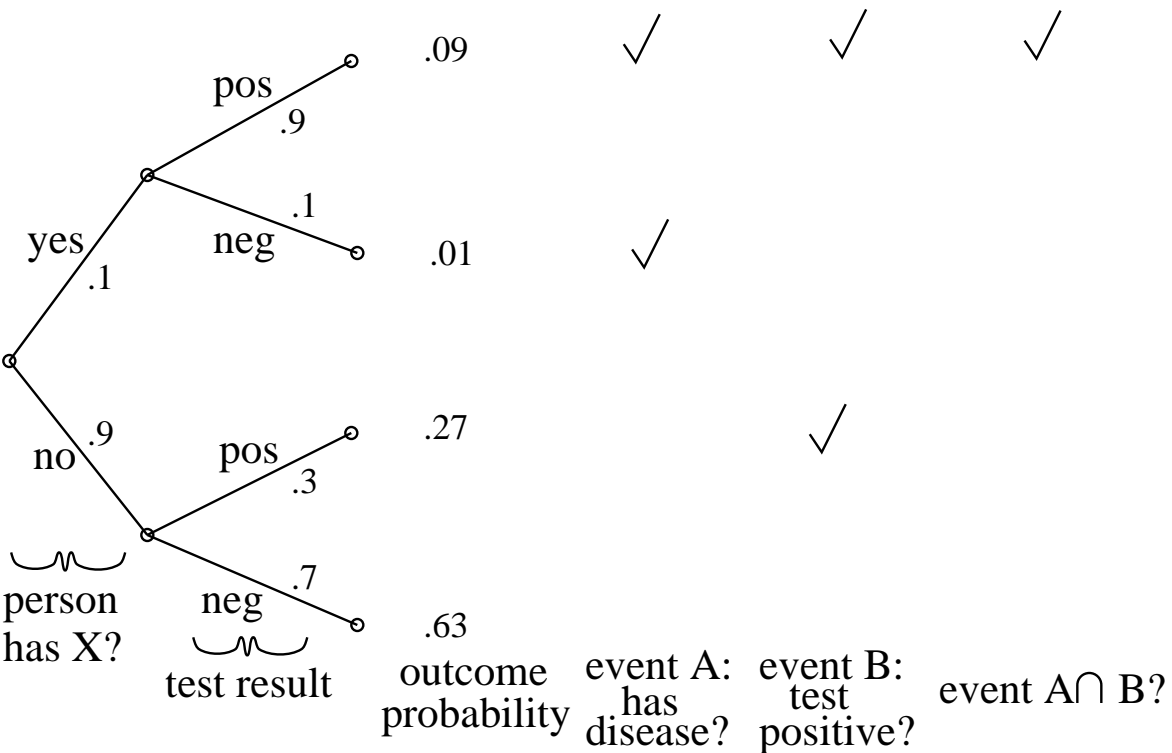 pos
.9
.09
yes
.1
.1
neg
.01
no
.9
pos
.3
.27
.7
neg
.63
person
has X?
test result
outcome
probability
event A:
has
disease?
event B:
test
positive?
event A∩ B?